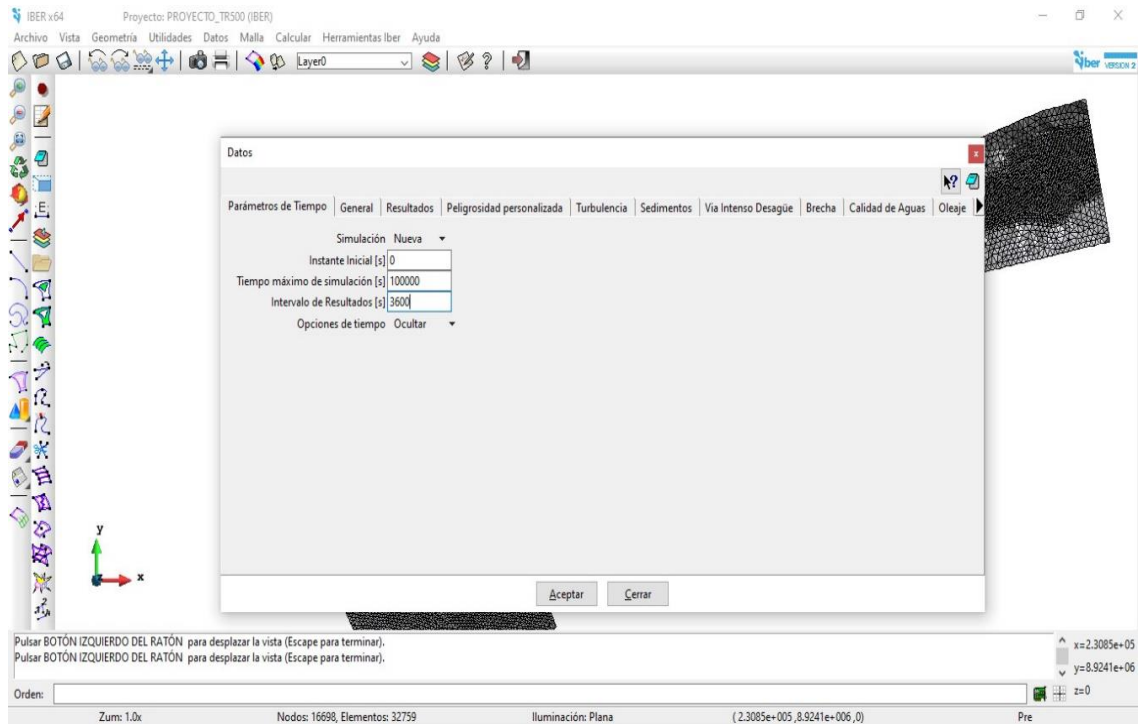 IBER x64 Proyecto: PROYECTO_TR500 (IBER)
Archivo Vista Geometría Utilidades Datos Malla Calcular Herramientas Iber Ayuda
Layer0
Iber VERSION 2
Datos
Parámetros de Tiempo General Resultados Peligrosidad personalizada Turbulencia Sedimentos Via Intenso Desagüe Brecha Calidad de Aguas Oleaje
Simulación Nueva
Instante Inicial [s] 0
Tiempo máximo de simulación [s] 100000
Intervalo de Resultados [s] 3600
Opciones de tiempo Ocultar
y
x
Aceptar Cerrar
Pulsar BOTÓN IZQUIERDO DEL RATÓN para desplazar la vista (Escape para terminar).
Pulsar BOTÓN IZQUIERDO DEL RATÓN para desplazar la vista (Escape para terminar).
x=2.3085e+05
y=8.9241e+06
z=0
Orden:
Zum: 1.0x Nodos: 16698, Elementos: 32759 Iluminación: Plana (2.3085e+005 ,8.9241e+006 ,0) Pre